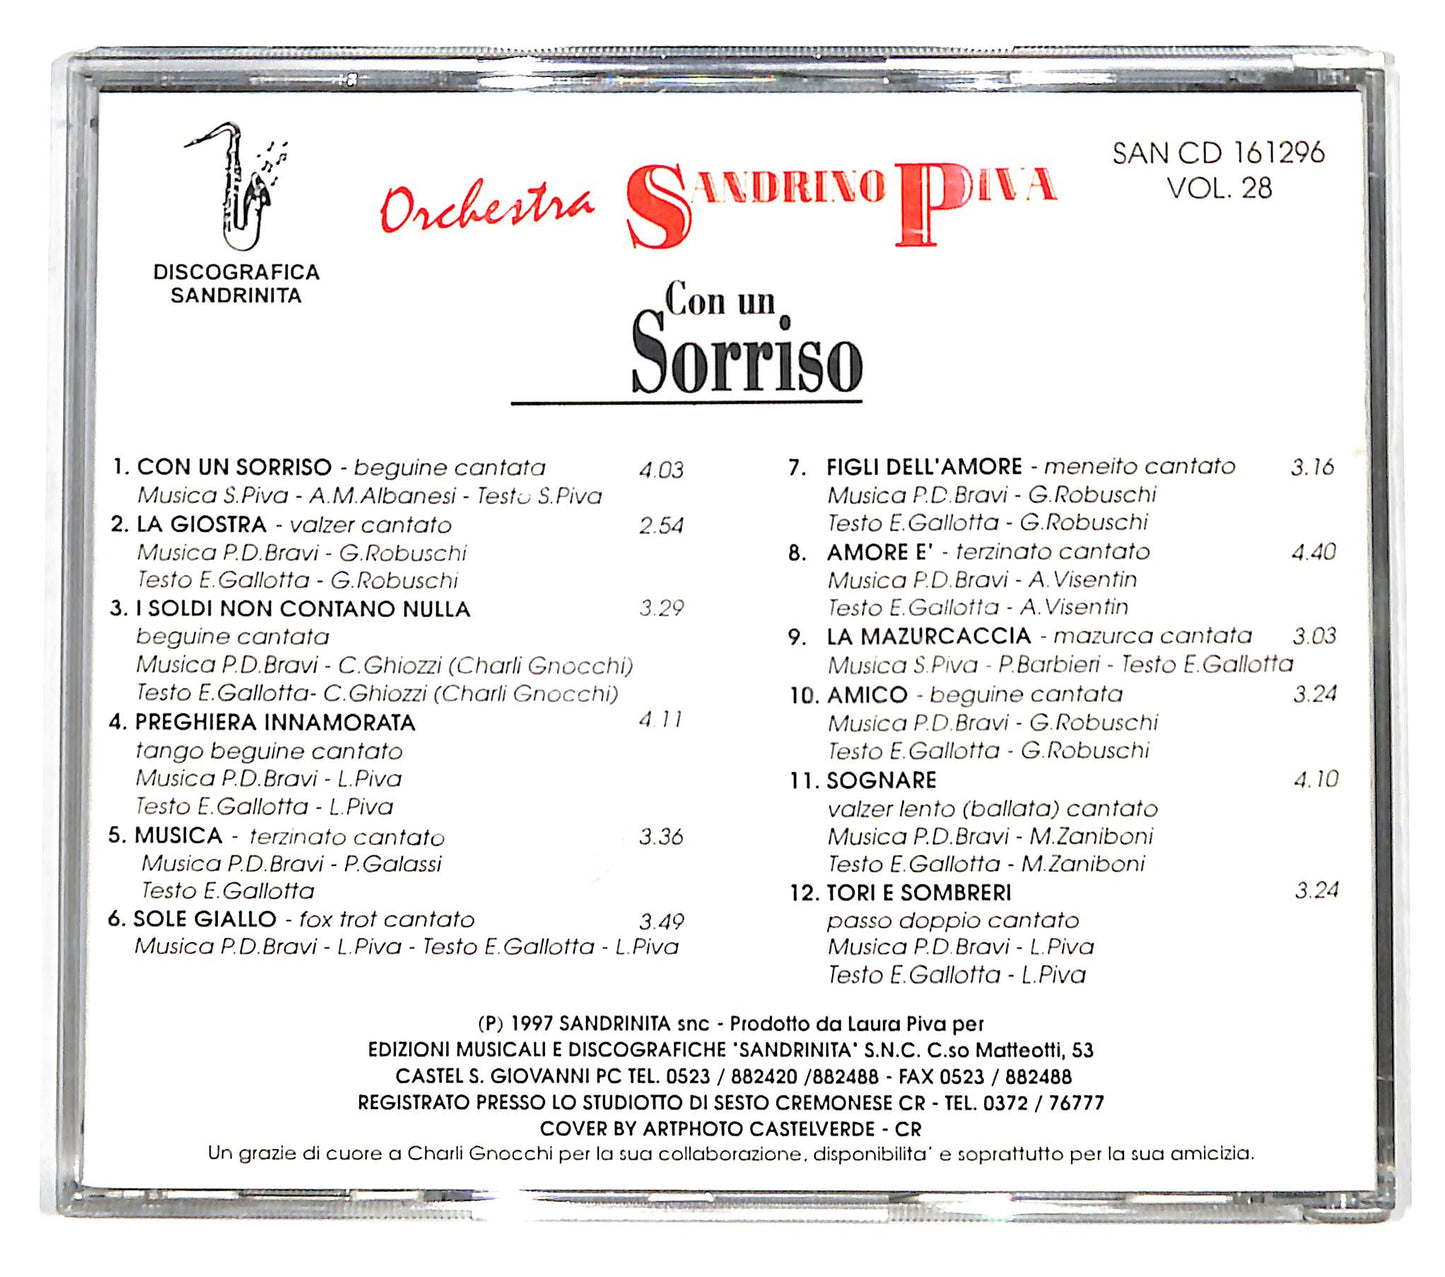 DISCOGRAFICA
SANDRINITA
Orchestra SANDRINO PIVA
SAN CD 161296
VOL. 28
Con un
Sorriso
1. CON UN SORRISO - beguine cantata 4.03
Musica S.Piva - A.M.Albanesi - Testo S.Piva
2. LA GIOSTRA - valzer cantato 2.54
Musica P.D.Bravi - G.Robuschi
Testo E.Gallotta - G.Robuschi
3. I SOLDI NON CONTANO NULLA 3.29
beguine cantata
Musica P.D.Bravi - C.Ghiozzi (Charli Gnocchi)
Testo E.Gallotta- C.Ghiozzi (Charli Gnocchi)
4. PREGHIERA INNAMORATA 4.11
tango beguine cantato
Musica P.D.Bravi - L.Piva
Testo E.Gallotta - L.Piva
5. MUSICA - terzinato cantato 3.36
Musica P.D.Bravi - P.Galassi
Testo E.Gallotta
6. SOLE GIALLO - fox trot cantato 3.49
Musica P.D.Bravi - L.Piva - Testo E.Gallotta - L.Piva
7. FIGLI DELL'AMORE - meneito cantato 3.16
Musica P.D.Bravi - G.Robuschi
Testo E.Gallotta - G.Robuschi
8. AMORE E' - terzinato cantato 4.40
Musica P.D.Bravi - A.Visentin
Testo E.Gallotta - A.Visentin
9. LA MAZURCACCIA - mazurca cantata 3.03
Musica S.Piva - P.Barbieri - Testo E.Gallotta
10. AMICO - beguine cantata 3.24
Musica P.D.Bravi - G.Robuschi
Testo E.Gallotta - G.Robuschi
11. SOGNARE 4.10
valzer lento (ballata) cantato
Musica P.D.Bravi - M.Zaniboni
Testo E.Gallotta - M.Zaniboni
12. TORI E SOMBRERI 3.24
passo doppio cantato
Musica P.D.Bravi - L.Piva
Testo E.Gallotta - L.Piva
(P) 1997 SANDRINITA snc - Prodotto da Laura Piva per
EDIZIONI MUSICALI E DISCOGRAFICHE "SANDRINITA" S.N.C. C.so Matteotti, 53
CASTEL S. GIOVANNI PC TEL. 0523 / 882420 /882488 - FAX 0523 / 882488
REGISTRATO PRESSO LO STUDIOTTO DI SESTO CREMONESE CR - TEL. 0372 / 76777
COVER BY ARTPHOTO CASTELVERDE - CR
Un grazie di cuore a Charli Gnocchi per la sua collaborazione, disponibilita' e soprattutto per la sua amicizia.